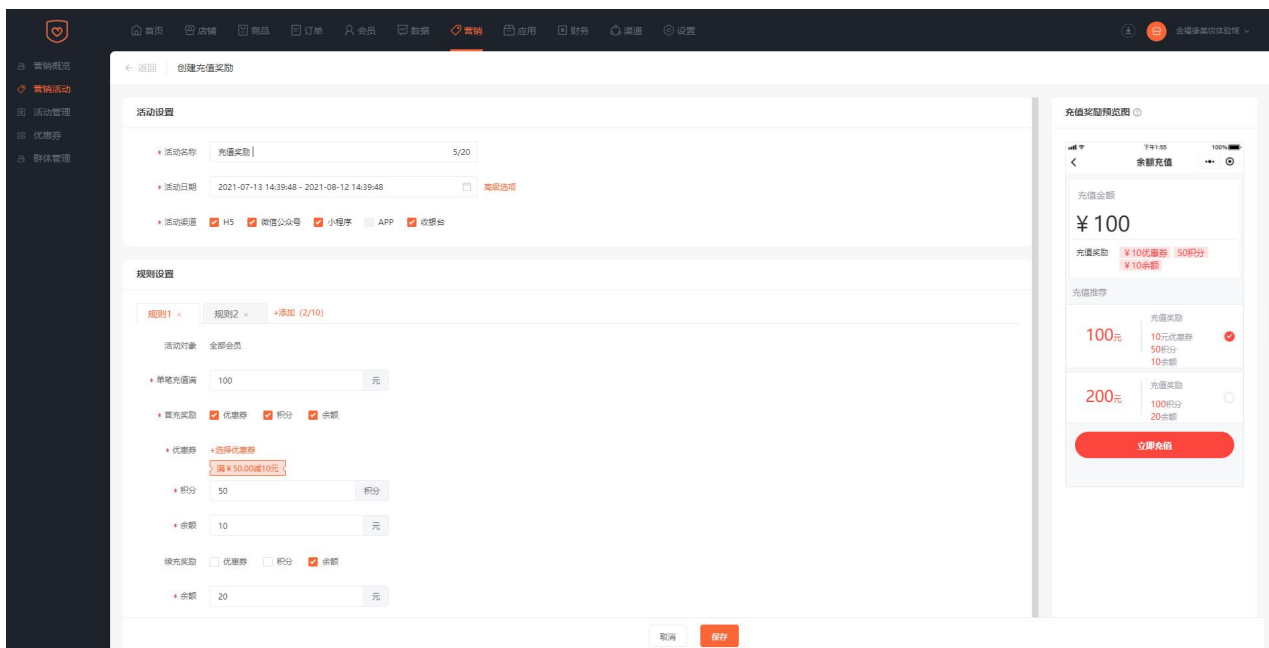 首页 店铺 商品 订单 会员 数据 营销 应用 财务 渠道 设置
营销概览
营销活动
活动管理
优惠券
群体管理
返回 创建充值奖励
活动设置
* 活动名称 充值奖励 5/20
* 活动日期 2021-07-13 14:39:48 - 2021-08-12 14:39:48 高级选项
* 活动渠道 H5 微信公众号 小程序 APP 收银台
规则设置
规则1 × 规则2 × +添加 (2/10)
活动对象 全部会员
* 单笔充值满 100 元
* 首充奖励 优惠券 积分 余额
* 优惠券 +选择优惠券
满¥50.00减10元
* 积分 50 积分
* 余额 10 元
续充奖励 优惠券 积分 余额
* 余额 20 元
取消 保存
充值奖励预览图
下午1:55 100%
余额充值
充值金额
¥100
充值奖励 ¥10优惠券 50积分
¥10余额
充值推荐
充值奖励
100元 10元优惠券
50积分
10余额
充值奖励
200元 100积分
20余额
立即充值